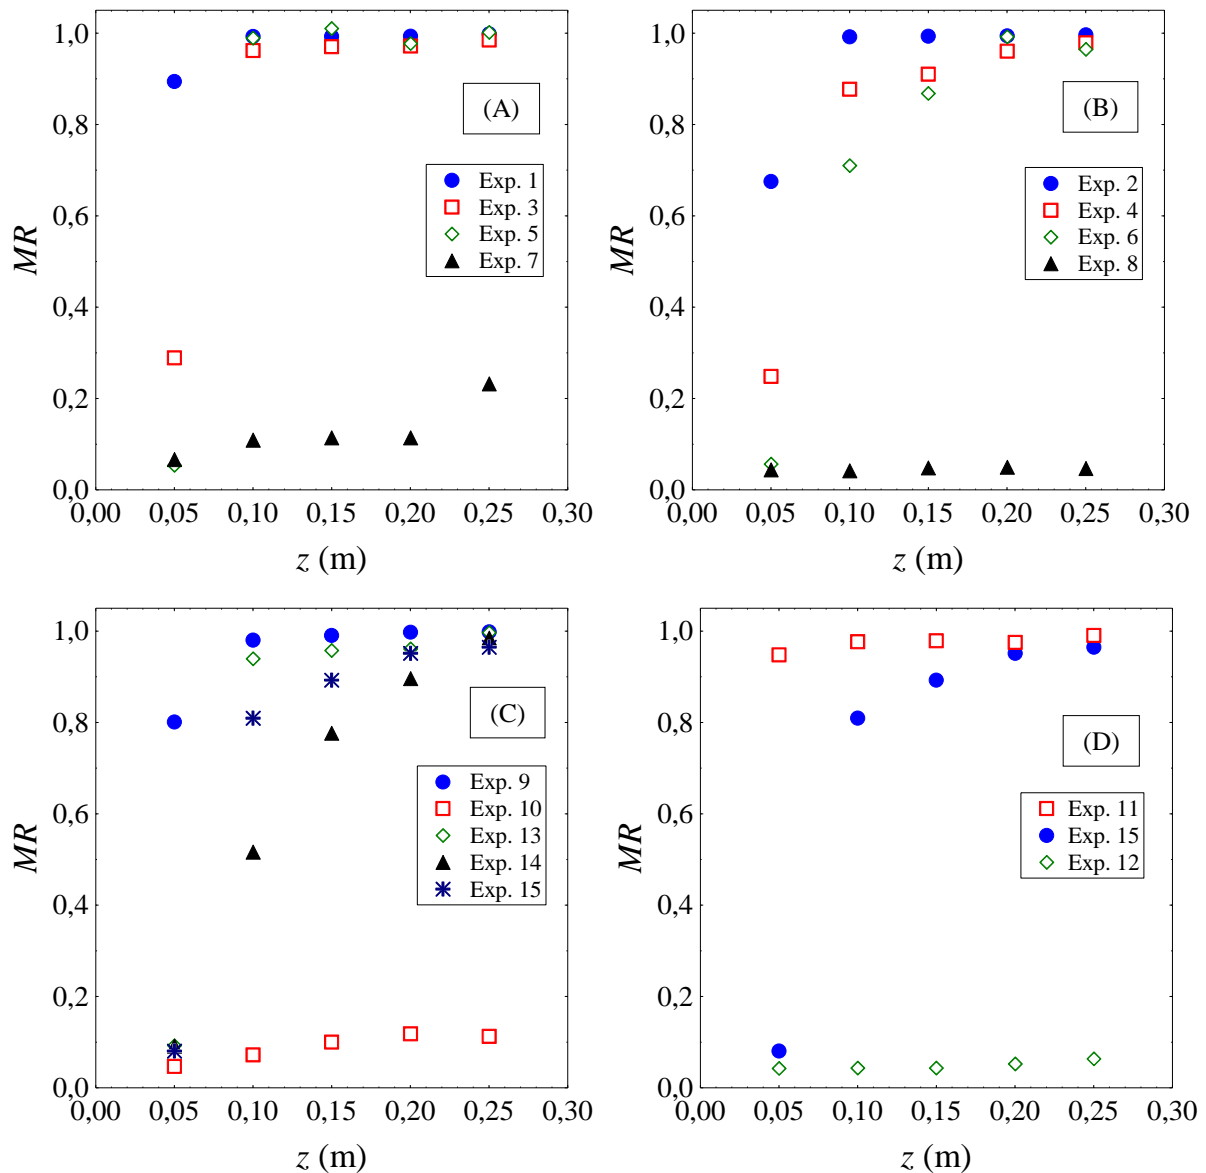 1,0
0,8
0,6
0,4
0,2
0,0
MR
0,00 0,05 0,10 0,15 0,20 0,25 0,30
z (m)
(A)
Exp. 1
Exp. 3
Exp. 5
Exp. 7
1,0
0,8
0,6
0,4
0,2
0,0
MR
0,00 0,05 0,10 0,15 0,20 0,25 0,30
z (m)
(B)
Exp. 2
Exp. 4
Exp. 6
Exp. 8
1,0
0,8
0,6
0,4
0,2
0,0
MR
0,00 0,05 0,10 0,15 0,20 0,25 0,30
z (m)
(C)
Exp. 9
Exp. 10
Exp. 13
Exp. 14
Exp. 15
1,0
0,8
0,6
0,4
0,2
0,0
MR
0,00 0,05 0,10 0,15 0,20 0,25 0,30
z (m)
(D)
Exp. 11
Exp. 15
Exp. 12